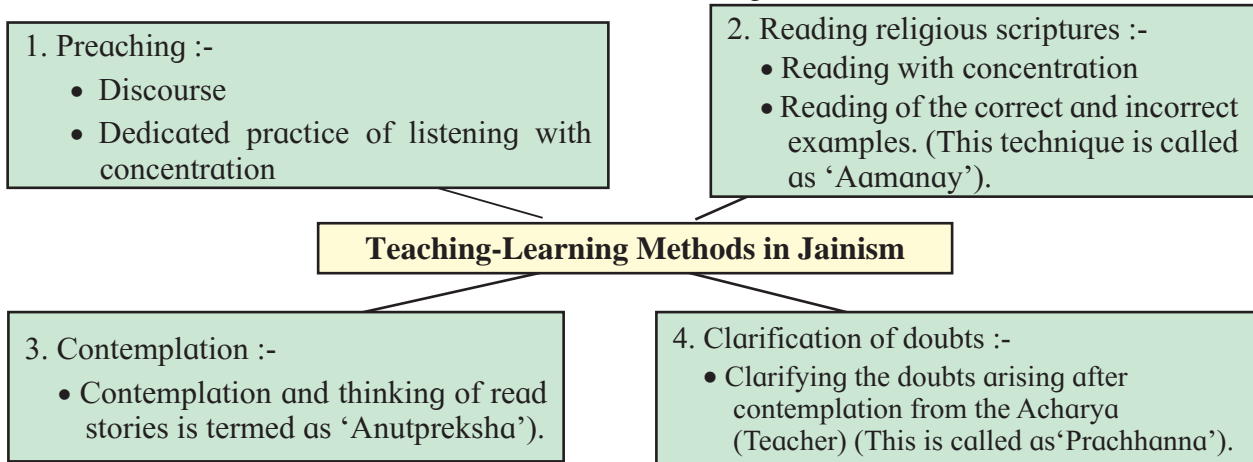 1. Preaching :-
• Discourse
• Dedicated practice of listening with
concentration
2. Reading religious scriptures :-
• Reading with concentration
• Reading of the correct and incorrect
examples. (This technique is called
as ‘Aamanay’).
Teaching-Learning Methods in Jainism
3. Contemplation :-
• Contemplation and thinking of read
stories is termed as ‘Anutpreksha’).
4. Clarification of doubts :-
• Clarifying the doubts arising after
contemplation from the Acharya
(Teacher) (This is called as‘Prachhanna’).